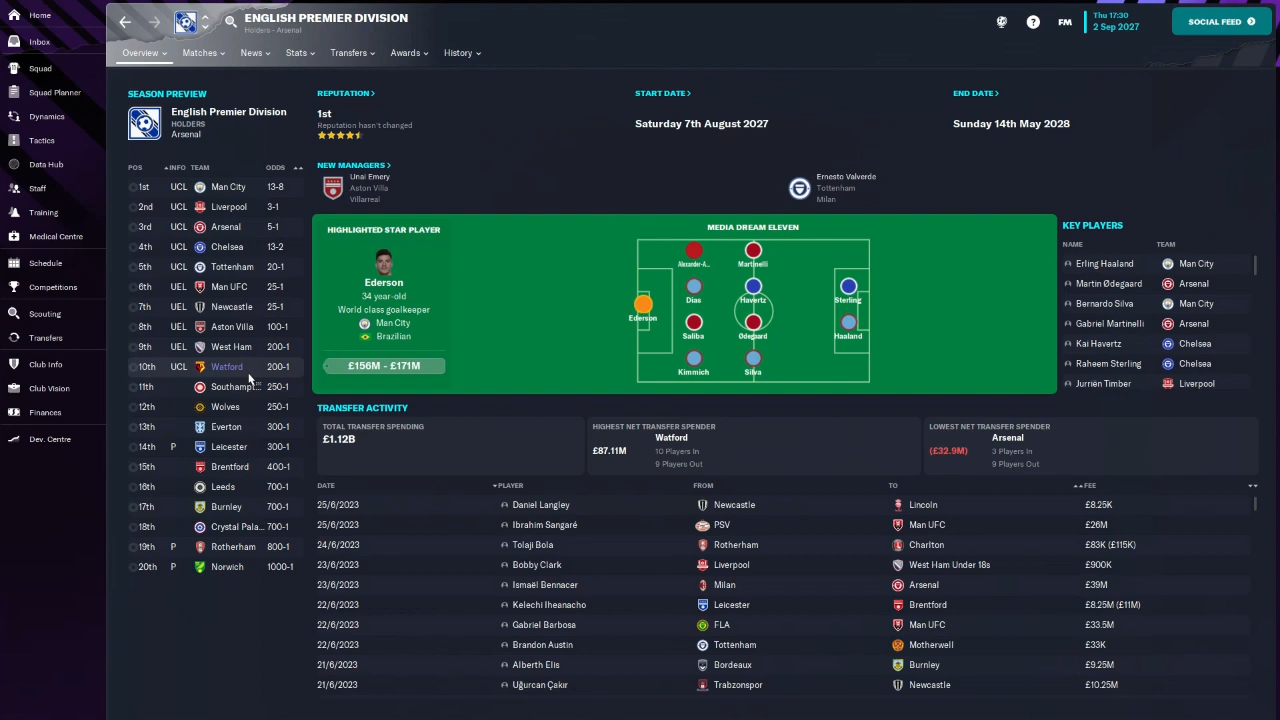 Home
Inbox
Squad
Squad Planner
Dynamics
Tactics
Data Hub
Staff
Training
Medical Centre
Schedule
Competitions
Scouting
Transfers
Club Info
Club Vision
Finances
Dev. Centre
ENGLISH PREMIER DIVISION
Holders - Arsenal
FM
Thu 17:30
2 Sep 2027
SOCIAL FEED
Overview
Matches
News
Stats
Transfers
Awards
History
SEASON PREVIEW
English Premier Division
HOLDERS
Arsenal
REPUTATION
1st
Reputation hasn't changed
START DATE
Saturday 7th August 2027
END DATE
Sunday 14th May 2028
NEW MANAGERS
Unai Emery
Aston Villa
Villarreal
Ernesto Valverde
Tottenham
Milan
POS INFO TEAM ODDS
1st UCL Man City 13-8
2nd UCL Liverpool 3-1
3rd UCL Arsenal 5-1
4th UCL Chelsea 13-2
5th UCL Tottenham 20-1
6th UEL Man UFC 25-1
7th UEL Newcastle 25-1
8th UEL Aston Villa 100-1
9th UEL West Ham 200-1
10th UCL Watford 200-1
11th Southampt... 250-1
12th Wolves 250-1
13th Everton 300-1
14th P Leicester 300-1
15th Brentford 400-1
16th Leeds 700-1
17th Burnley 700-1
18th Crystal Pala... 700-1
19th P Rotherham 800-1
20th P Norwich 1000-1
HIGHLIGHTED STAR PLAYER
Ederson
34 year-old
World class goalkeeper
Man City
Brazilian
£156M - £171M
MEDIA DREAM ELEVEN
Alexander-A...
Martinelli
Dias
Havertz
Sterling
Ederson
Saliba
Ødegaard
Haaland
Kimmich
Silva
KEY PLAYERS
NAME TEAM
Erling Haaland Man City
Martin Ødegaard Arsenal
Bernardo Silva Man City
Gabriel Martinelli Arsenal
Kai Havertz Chelsea
Raheem Sterling Chelsea
Jurriën Timber Liverpool
TRANSFER ACTIVITY
TOTAL TRANSFER SPENDING
£1.12B
HIGHEST NET TRANSFER SPENDER
£87.11M
Watford
10 Players In
9 Players Out
LOWEST NET TRANSFER SPENDER
(£32.9M)
Arsenal
3 Players In
9 Players Out
DATE PLAYER FROM TO FEE
25/6/2023 Daniel Langley Newcastle Lincoln £8.25K
25/6/2023 Ibrahim Sangaré PSV Man UFC £26M
24/6/2023 Tolaji Bola Rotherham Charlton £83K (£115K)
23/6/2023 Bobby Clark Liverpool West Ham Under 18s £900K
23/6/2023 Ismaël Bennacer Milan Arsenal £39M
22/6/2023 Kelechi Iheanacho Leicester Brentford £8.25M (£11M)
22/6/2023 Gabriel Barbosa FLA Man UFC £33.5M
22/6/2023 Brandon Austin Tottenham Motherwell £33K
21/6/2023 Alberth Elis Bordeaux Burnley £9.25M
21/6/2023 Uğurcan Çakır Trabzonspor Newcastle £10.25M